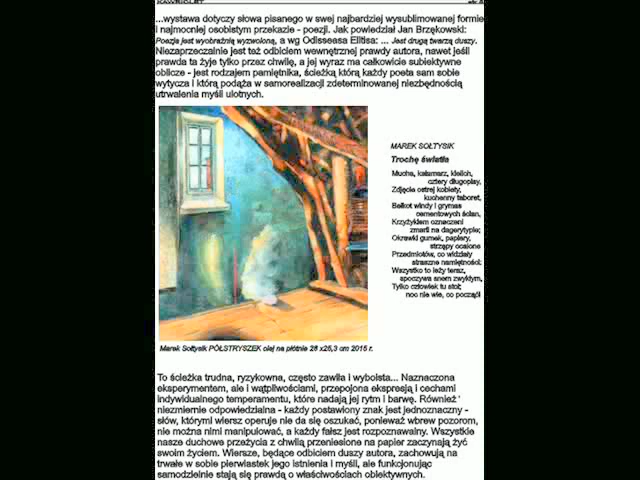 ...wystawa dotyczy słowa pisanego w swej najbardziej wysublimowanej formie
i najmocniej osobistym przekazie - poezji. Jak powiedział Jan Brzękowski:
Poezja jest wyobraźnią wyzwoloną, a wg Odisseasa Elitisa: ... Jest drugą twarzą duszy.
Niezaprzeczalnie jest też odbiciem wewnętrznej prawdy autora, nawet jeśli
prawda ta żyje tylko przez chwilę, a jej wyraz ma całkowicie subiektywne
oblicze - jest rodzajem pamiętnika, ścieżką którą każdy poeta sam sobie
wytycza i którą podąża w samorealizacji zdeterminowanej niezbędnością
utrwalenia myśli ulotnych.
MAREK SOŁTYSIK
Trochę światła
Mucha, kałamarz, kielich,
cztery długopisy,
Zdjęcie ostrej kobiety,
kuchenny taboret,
Bełkot windy i grymas
cementowych ścian,
Krzyżykiem oznaczeni
zmarli na dagerytypie;
Okrawki gumek, papiery,
strzępy ocalone
Przedmiotów, co widziały
straszne namiętności;
Wszystko to leży teraz,
spoczywa snem zwykłym,
Tylko człowiek tu stoi;
noc nie wie, co począć!
Marek Sołtysik PÓŁSTRYSZEK olej na płótnie 28 x25,3 cm 2015 r.
To ścieżka trudna, ryzykowna, często zawiła i wyboista... Naznaczona
eksperymentem, ale i wątpliwościami, przepojona ekspresją i cechami
indywidualnego temperamentu, które nadają jej rytm i barwę. Również
niezmiernie odpowiedzialna - każdy postawiony znak jest jednoznaczny -
słów, którymi wiersz operuje nie da się oszukać, ponieważ wbrew pozorom,
nie można nimi manipulować, a każdy fałsz jest rozpoznawalny. Wszystkie
nasze duchowe przeżycia z chwilą przeniesione na papier zaczynają żyć
swoim życiem. Wiersze, będące odbiciem duszy autora, zachowują na
trwałe w sobie pierwiastek jego istnienia i myśli, ale funkcjonując
samodzielnie stają się prawdą o właściwościach obiektywnych.